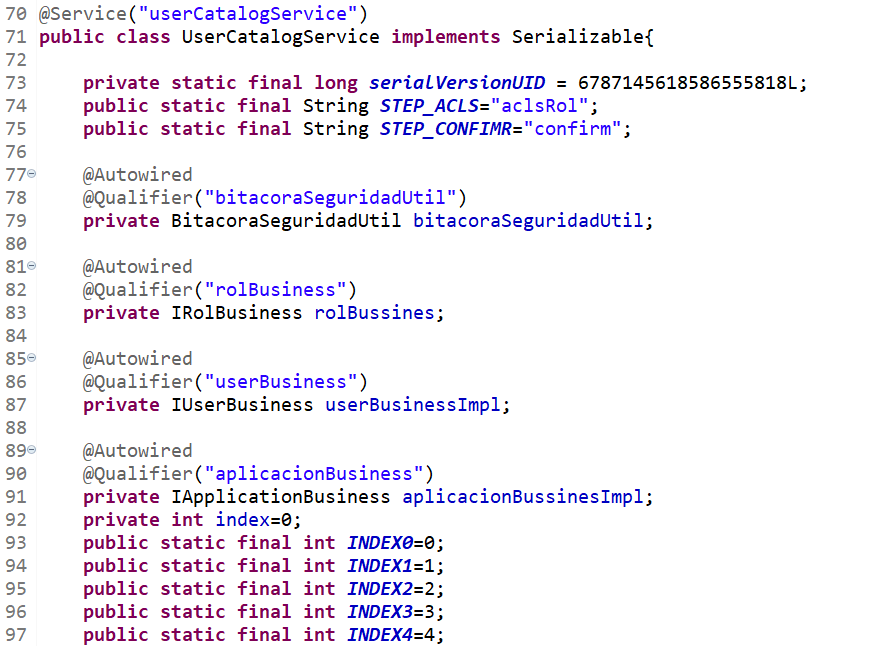 70 @Service("userCatalogService")
71 public class UserCatalogService implements Serializable{
72
73     private static final long serialVersionUID = 6787145618586555818L;
74     public static final String STEP_ACLS="aclsRol";
75     public static final String STEP_CONFIMR="confirm";
76
77     @Autowired
78     @Qualifier("bitacoraSeguridadUtil")
79     private BitacoraSeguridadUtil bitacoraSeguridadUtil;
80
81     @Autowired
82     @Qualifier("rolBusiness")
83     private IRolBusiness rolBussines;
84
85     @Autowired
86     @Qualifier("userBusiness")
87     private IUserBusiness userBusinessImpl;
88
89     @Autowired
90     @Qualifier("aplicacionBusiness")
91     private IApplicationBusiness aplicacionBussinesImpl;
92     private int index=0;
93     public static final int INDEX0=0;
94     public static final int INDEX1=1;
95     public static final int INDEX2=2;
96     public static final int INDEX3=3;
97     public static final int INDEX4=4;